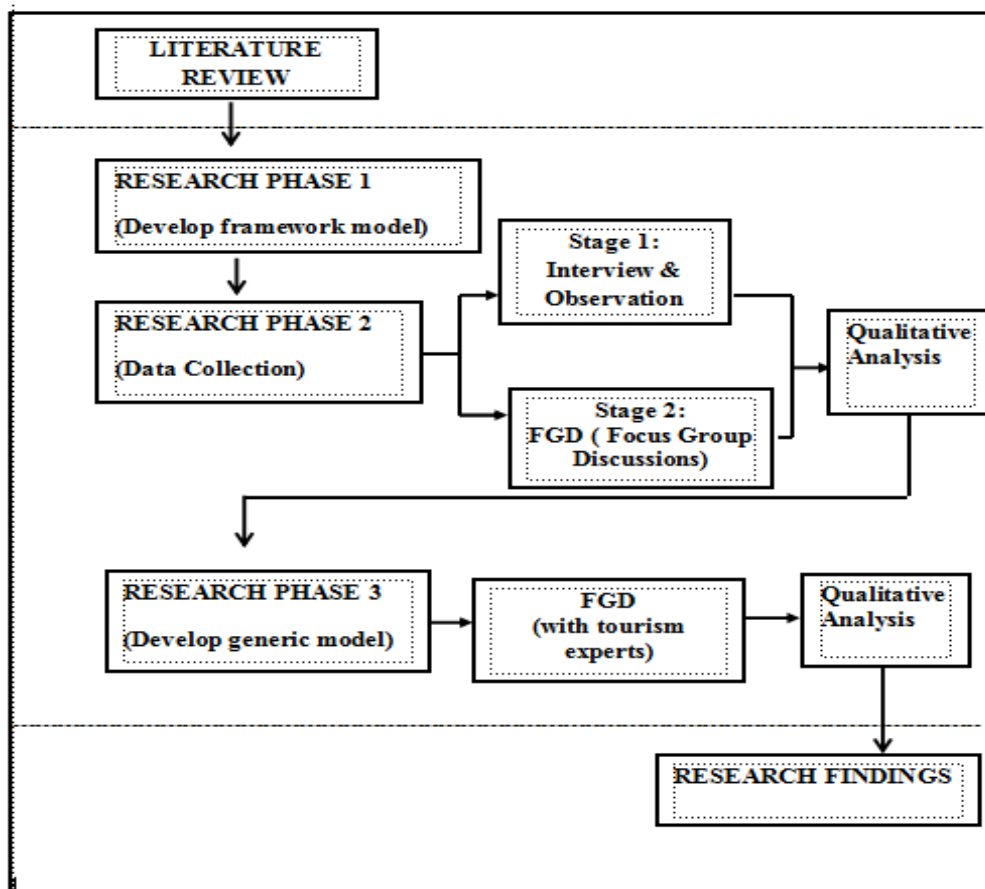 LITERATURE
REVIEW
RESEARCH PHASE 1
(Develop framework model)
Stage 1:
Interview &
Observation
RESEARCH PHASE 2
(Data Collection)
Qualitative
Analysis
Stage 2:
FGD ( Focus Group
Discussions)
RESEARCH PHASE 3
(Develop generic model)
FGD
(with tourism
experts)
Qualitative
Analysis
RESEARCH FINDINGS